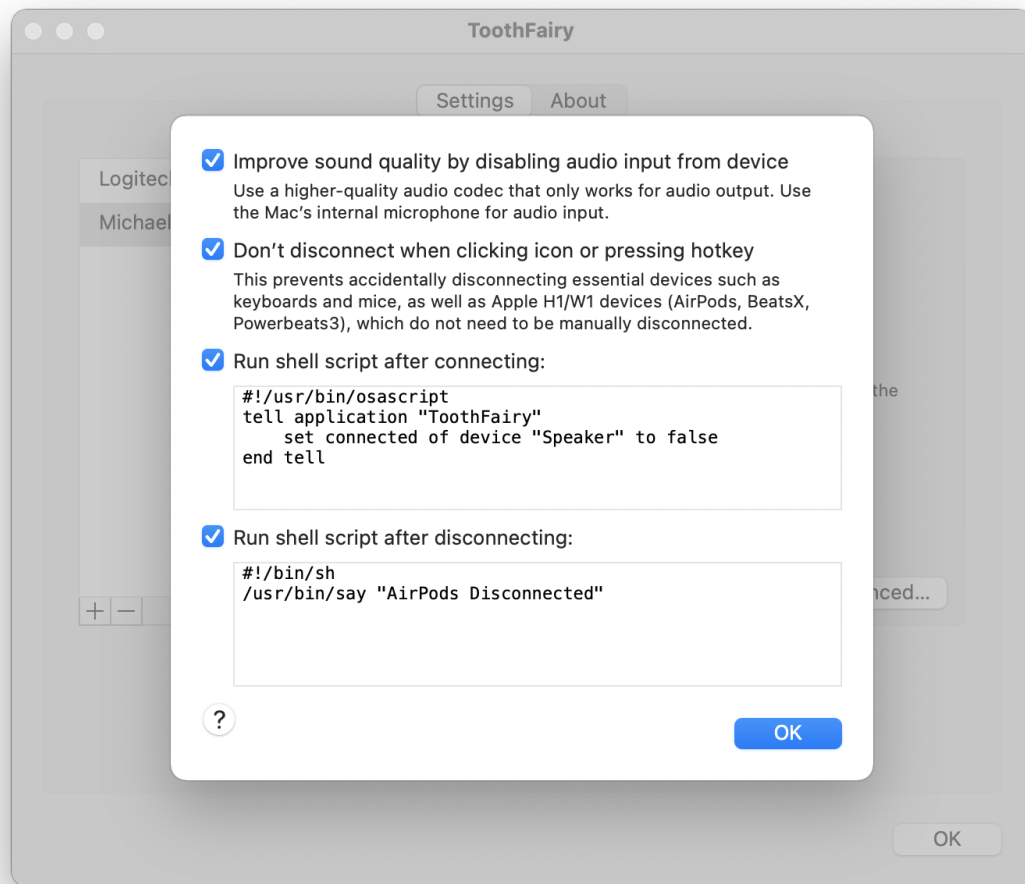 ToothFairy
Settings
About
Michael
Improve sound quality by disabling audio input from device
Use a higher-quality audio codec that only works for audio output. Use
the Mac's internal microphone for audio input.
Don't disconnect when clicking icon or pressing hotkey
This prevents accidentally disconnecting essential devices such as
keyboards and mice, as well as Apple H1/W1 devices (AirPods, BeatsX,
Powerbeats3), which do not need to be manually disconnected.
Run shell script after connecting:
the
#!/usr/bin/osascript
tell application "ToothFairy"
    set connected of device "Speaker" to false
end tell
Run shell script after disconnecting:
#!/bin/sh
/usr/bin/say "AirPods Disconnected"
?
OK
OK